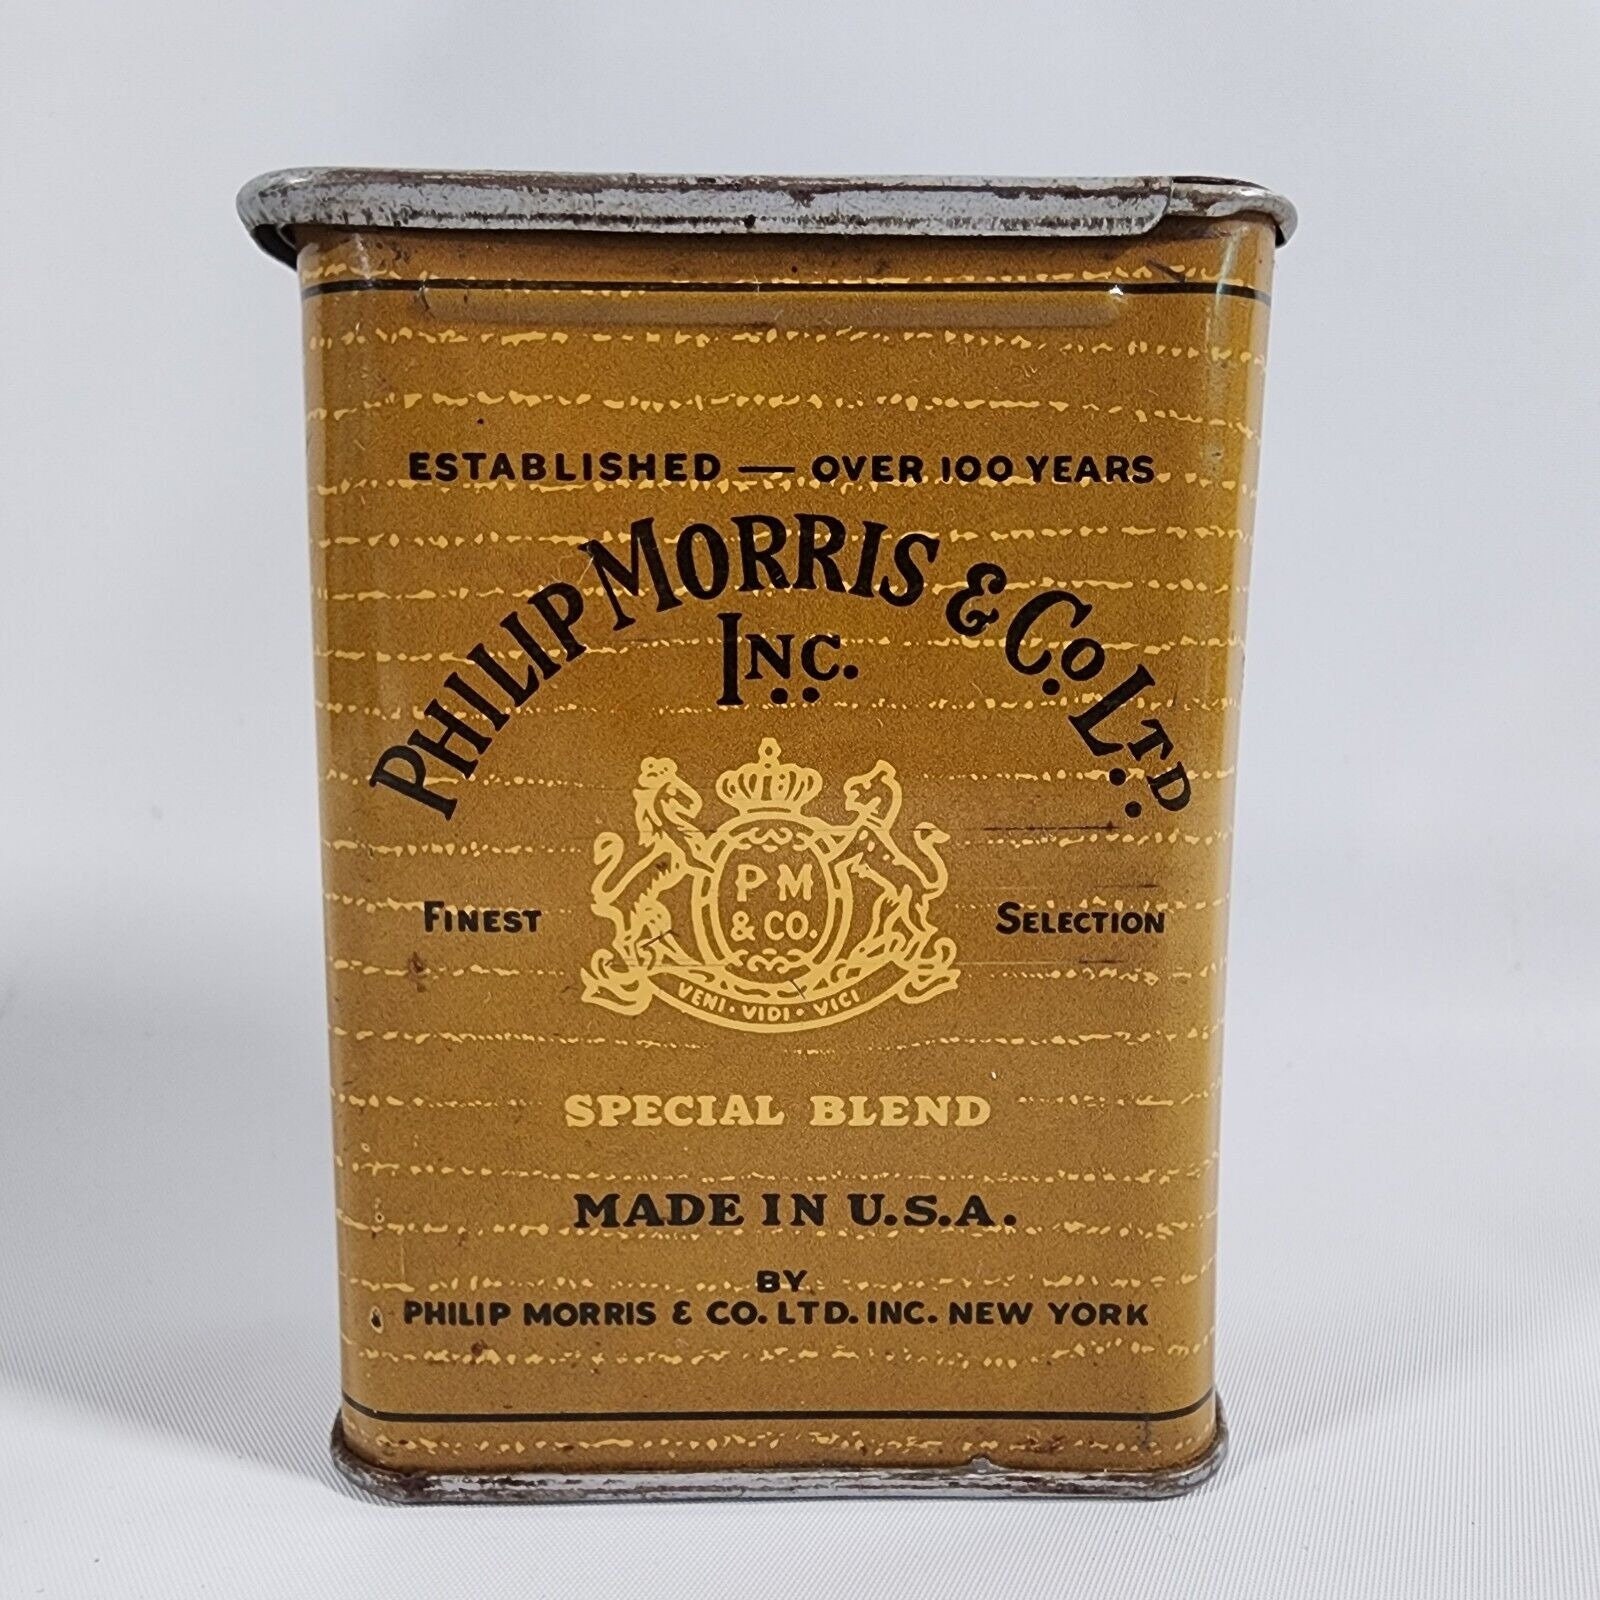 ESTABLISHED — OVER 100 YEARS
PHILIP MORRIS & CO. LTD.
INC.
P M
& CO.
FINEST SELECTION
VENI · VIDI · VICI
SPECIAL BLEND
MADE IN U.S.A.
BY
PHILIP MORRIS & CO. LTD. INC. NEW YORK